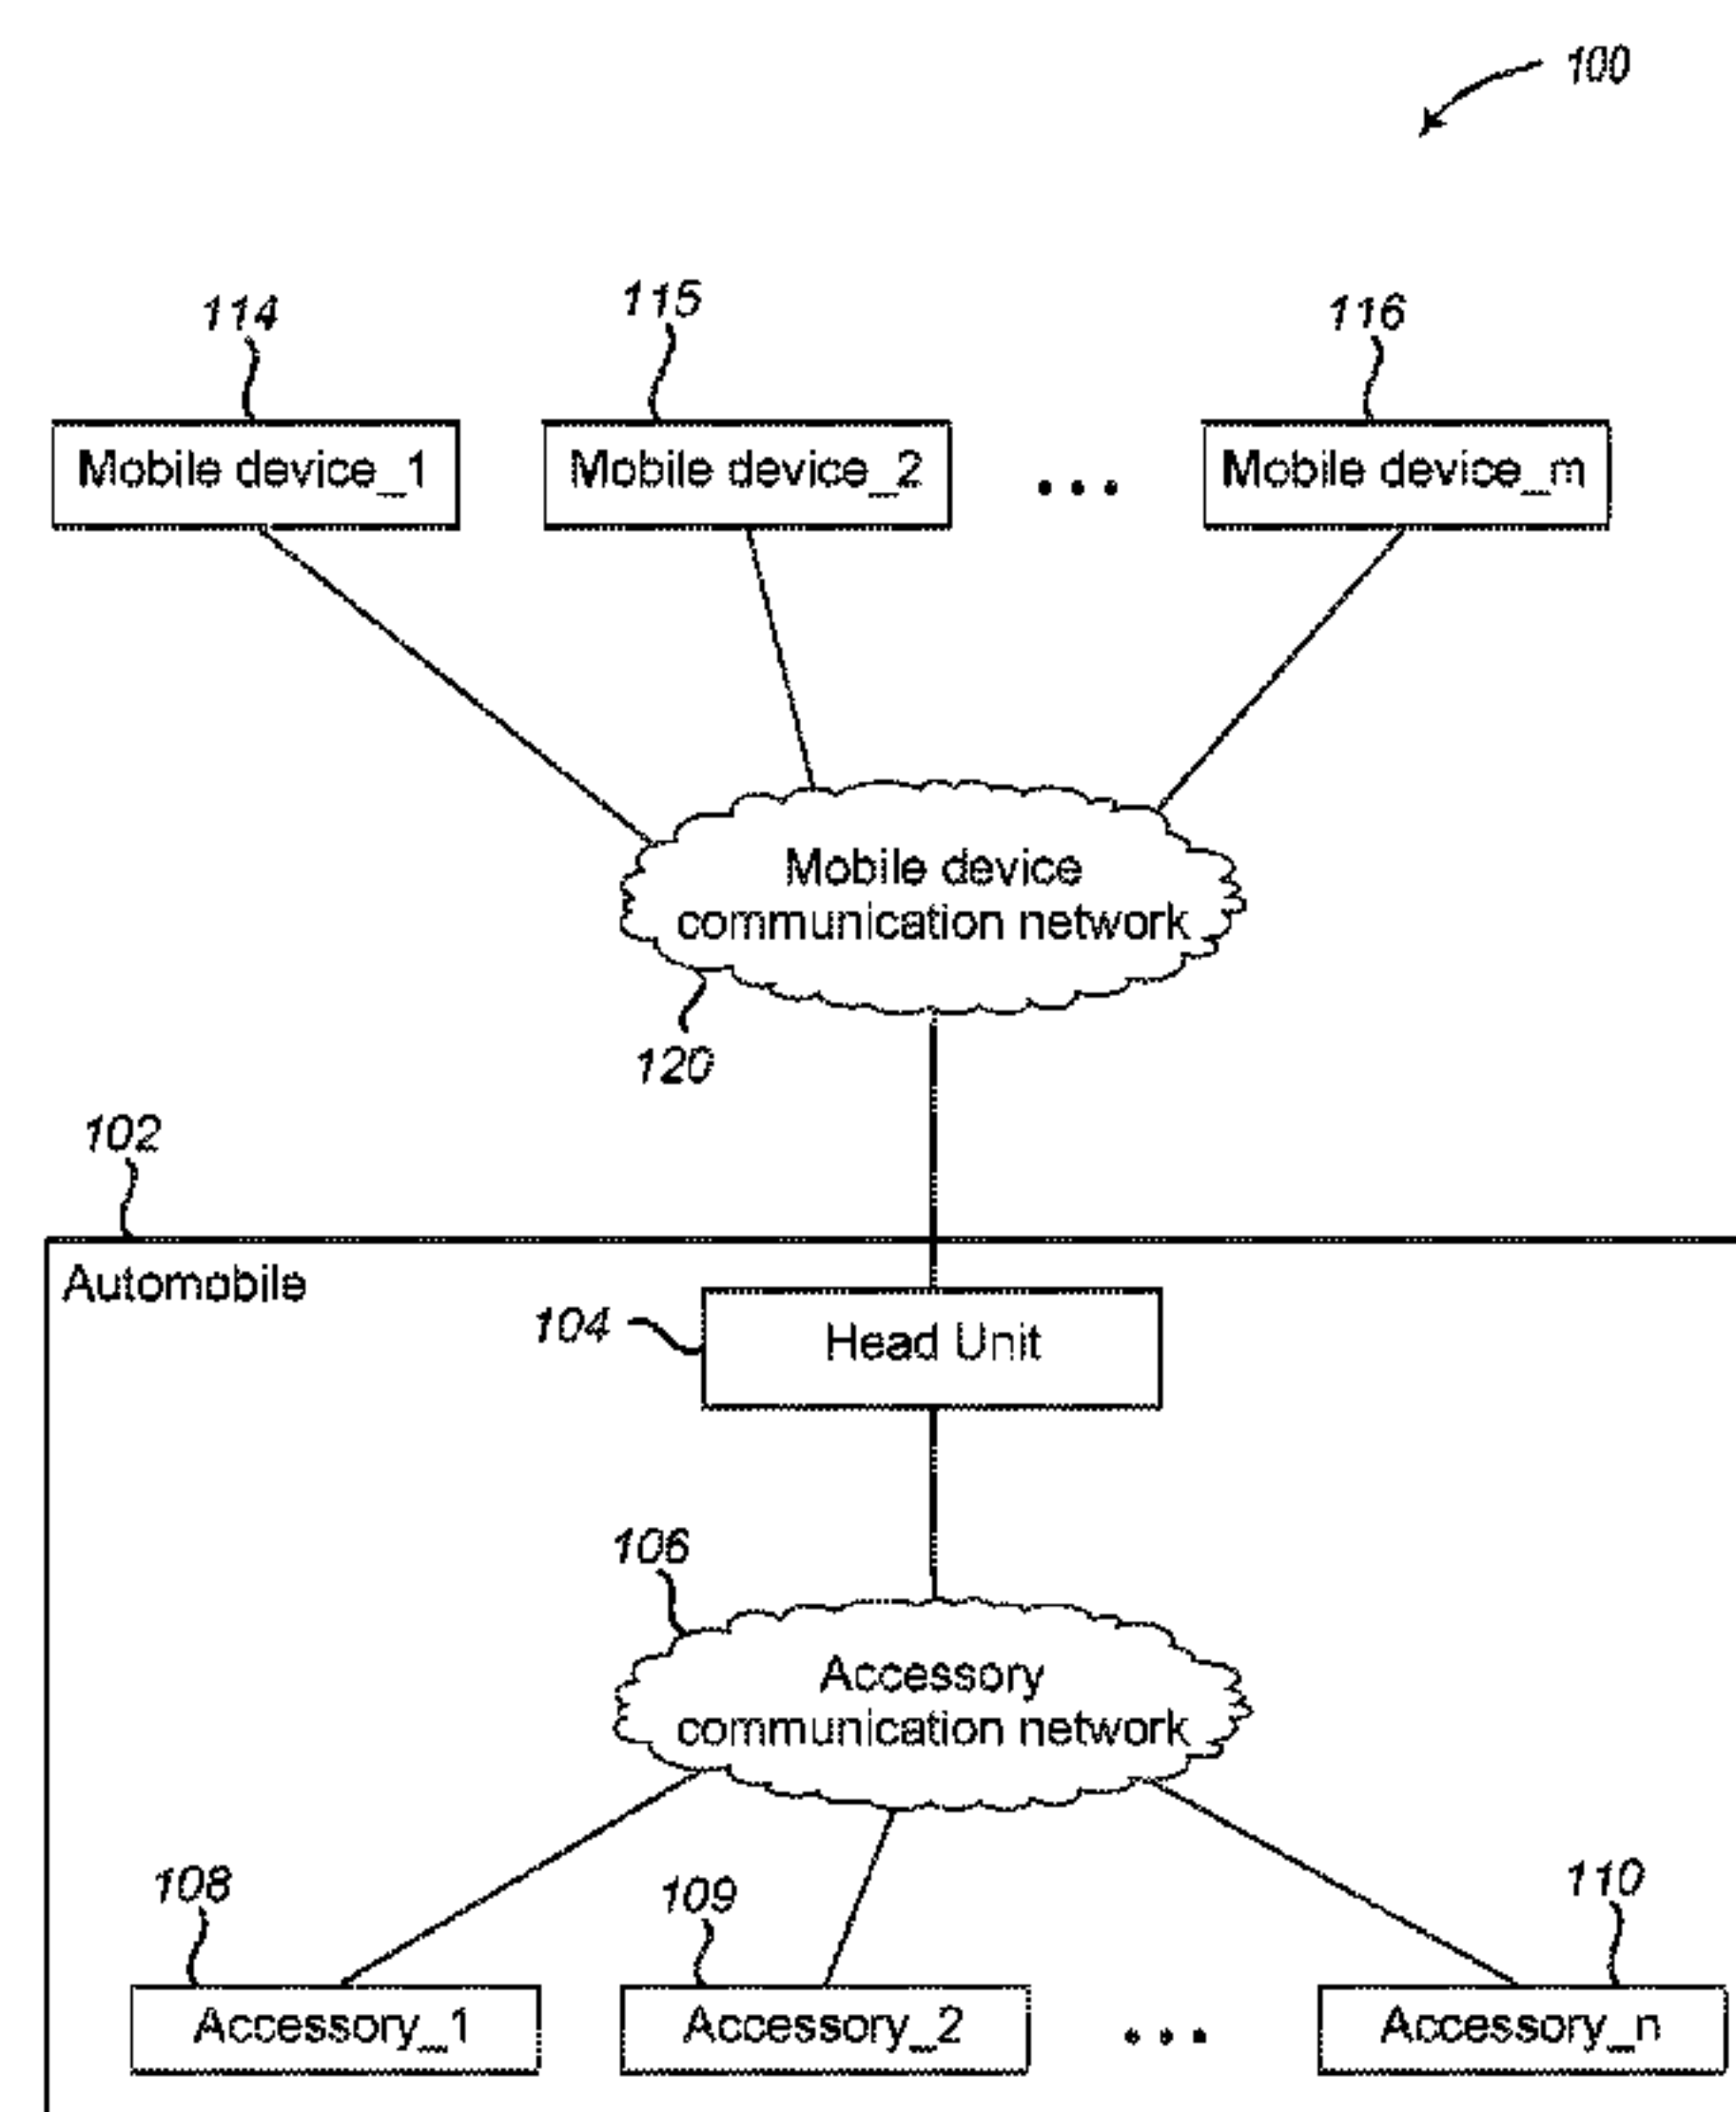 100
114
115
116
Mobile device_1
Mobile device_2
• • •
Mobile device_m
Mobile device
communication network
120
102
Automobile
104
Head Unit
106
Accessory
communication network
108
109
110
Accessory_1
Accessory_2
• • •
Accessory_n